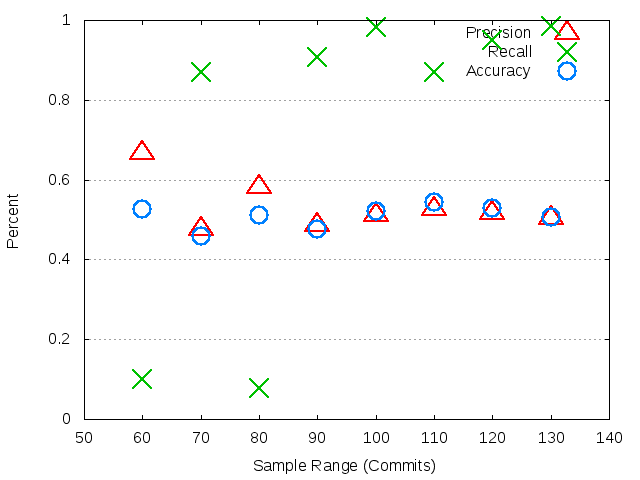 1
0.8
0.6
0.4
0.2
0
Percent
50 60 70 80 90 100 110 120 130 140
Sample Range (Commits)
Precision
Recall
Accuracy